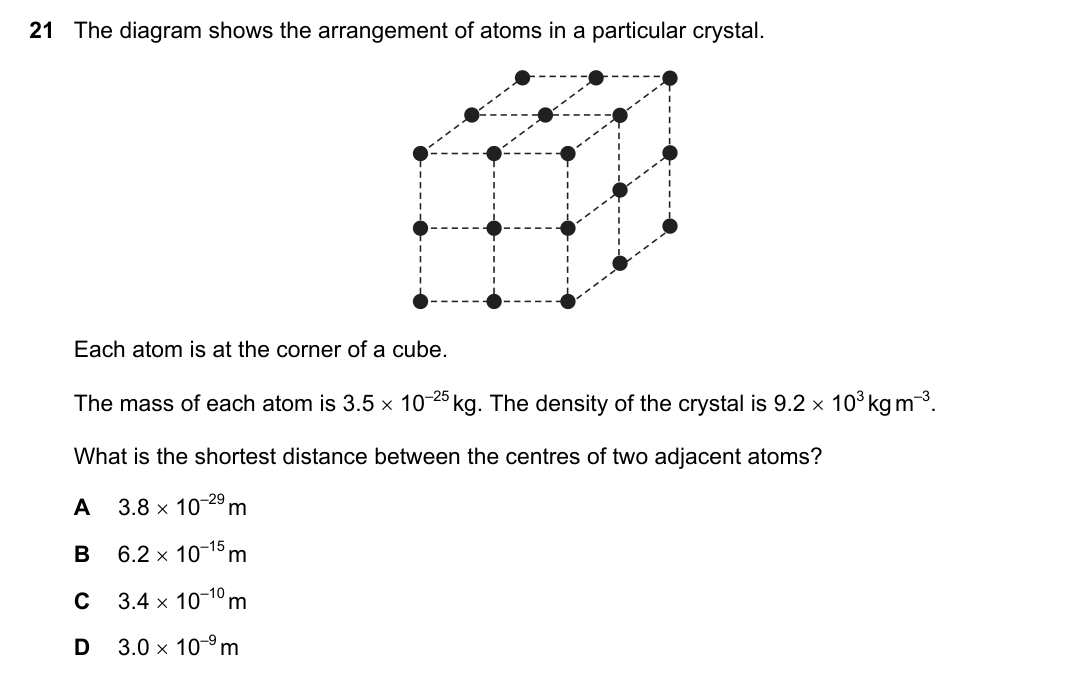 21 The diagram shows the arrangement of atoms in a particular crystal.
Each atom is at the corner of a cube.
The mass of each atom is 3.5 × 10⁻²⁵ kg. The density of the crystal is 9.2 × 10³ kg m⁻³.
What is the shortest distance between the centres of two adjacent atoms?
A 3.8 × 10⁻²⁹ m
B 6.2 × 10⁻¹⁵ m
C 3.4 × 10⁻¹⁰ m
D 3.0 × 10⁻⁹ m